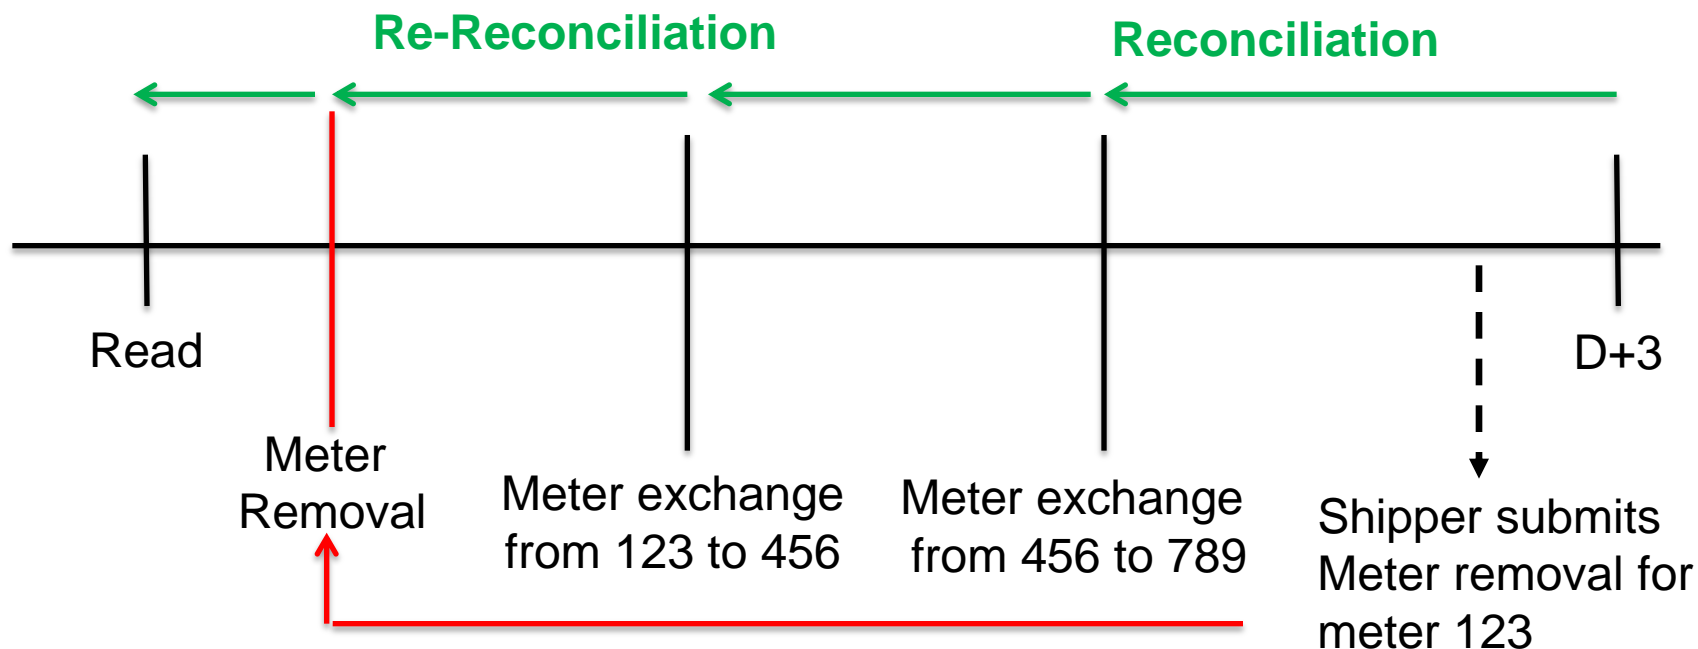 Re-Reconciliation
Reconciliation
Read
D+3
Meter
Removal
Meter exchange
from 123 to 456
Meter exchange
from 456 to 789
Shipper submits
Meter removal for
meter 123